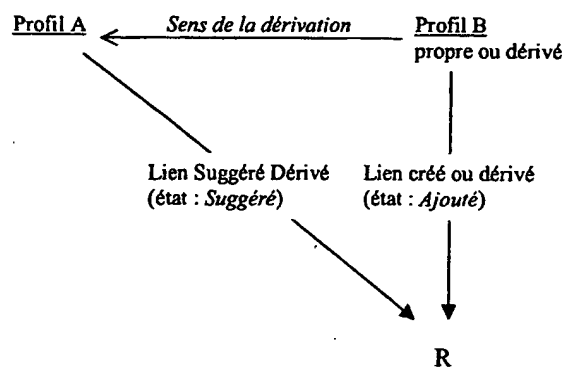 Profil A
Sens de la dérivation
Profil B
propre ou dérivé
Lien Suggéré Dérivé
(état : Suggéré)
Lien créé ou dérivé
(état : Ajouté)
R